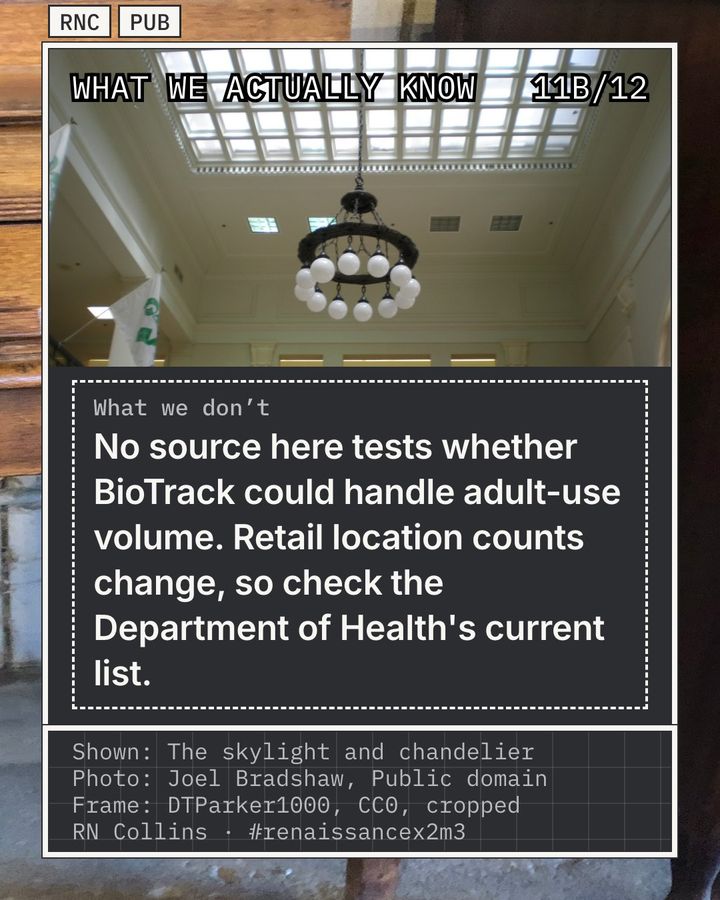 RNC PUB
WHAT WE ACTUALLY KNOW 11B/12
What we don’t
No source here tests whether
BioTrack could handle adult-use
volume. Retail location counts
change, so check the
Department of Health's current
list.
Shown: The skylight and chandelier
Photo: Joel Bradshaw, Public domain
Frame: DTParker1000, CC0, cropped
RN Collins · #renaissancex2m3